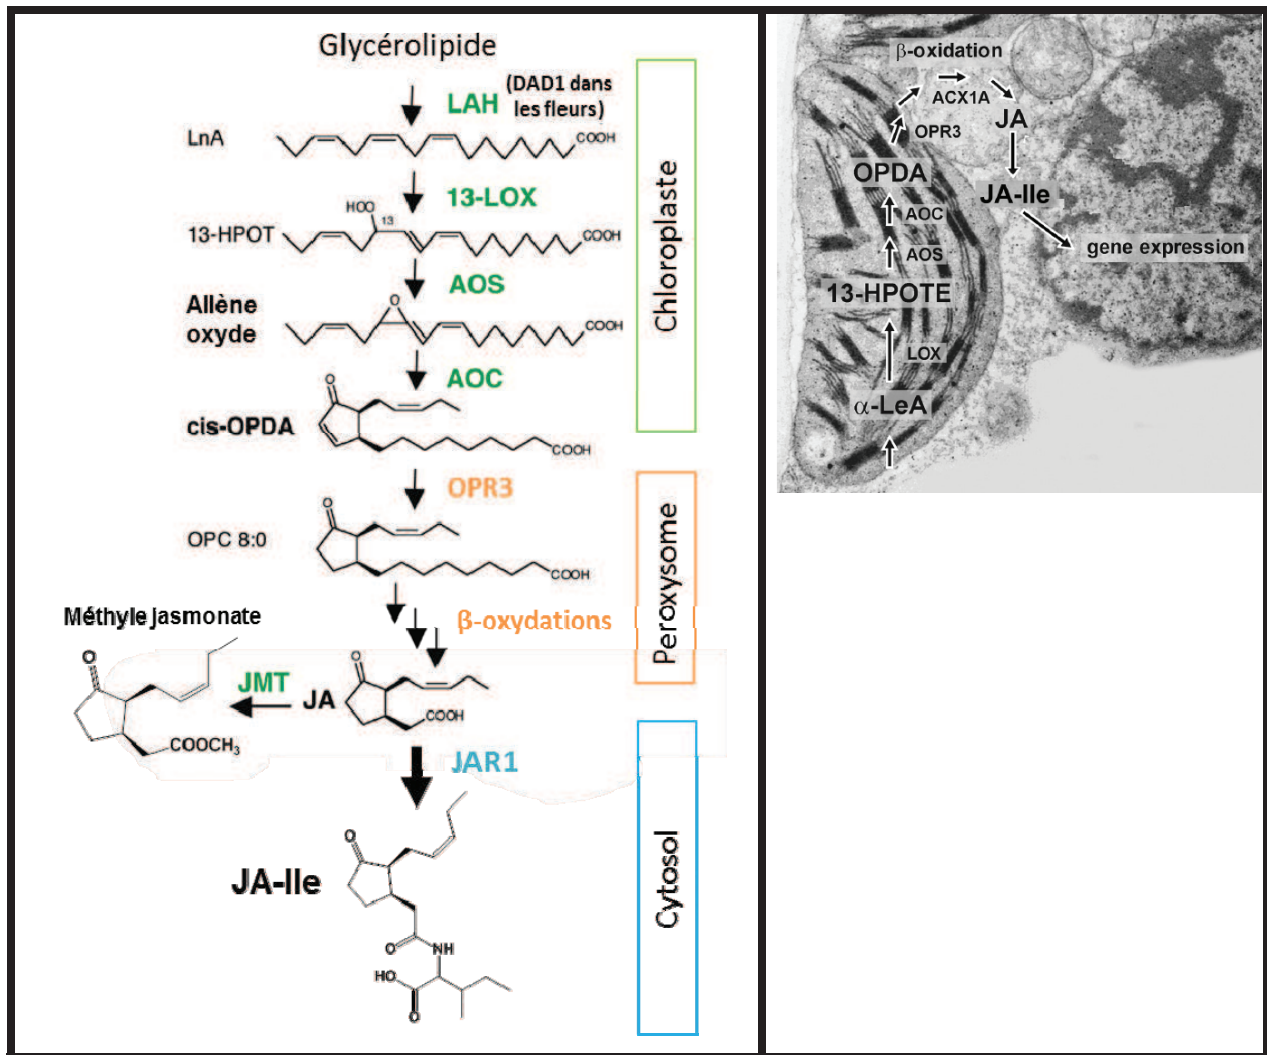 Glycérolipide
LAH
(DAD1 dans
les fleurs)
LnA
COOH
13-LOX
HOO
13
13-HPOT
COOH
AOS
Allène
oxyde
O
COOH
AOC
O
cis-OPDA
COOH
OPR3
O
OPC 8:0
COOH
β-oxydations
Méthyle jasmonate
O
COOCH3
JMT
JA
O
COOH
JAR1
JA-Ile
O
O
NH
HO
O
Chloroplaste
Peroxysome
Cytosol
β-oxidation
ACX1A
JA
OPR3
OPDA
JA-Ile
AOC
AOS
gene expression
13-HPOTE
LOX
α-LeA